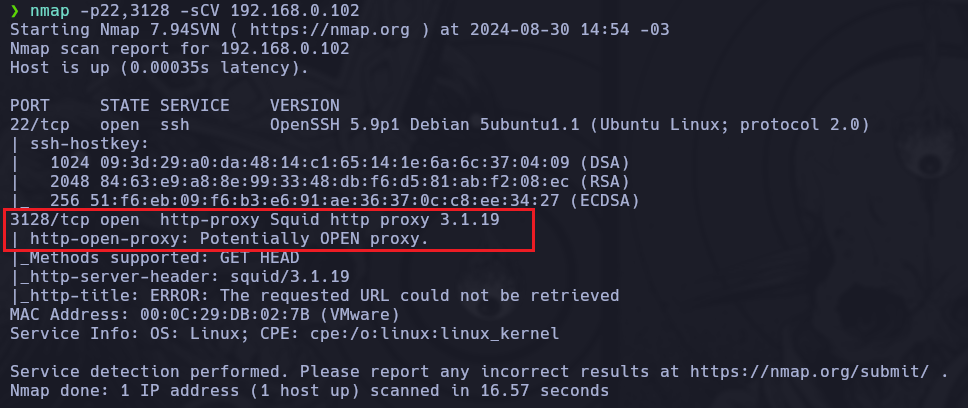 ❯ nmap -p22,3128 -sCV 192.168.0.102
Starting Nmap 7.94SVN ( https://nmap.org ) at 2024-08-30 14:54 -03
Nmap scan report for 192.168.0.102
Host is up (0.00035s latency).
PORT     STATE SERVICE    VERSION
22/tcp   open  ssh        OpenSSH 5.9p1 Debian 5ubuntu1.1 (Ubuntu Linux; protocol 2.0)
| ssh-hostkey:
|   1024 09:3d:29:a0:da:48:14:c1:65:14:1e:6a:6c:37:04:09 (DSA)
|   2048 84:63:e9:a8:8e:99:33:48:db:f6:d5:81:ab:f2:08:ec (RSA)
|_  256 51:f6:eb:09:f6:b3:e6:91:ae:36:37:0c:c8:ee:34:27 (ECDSA)
3128/tcp open  http-proxy Squid http proxy 3.1.19
| http-open-proxy: Potentially OPEN proxy.
|_Methods supported: GET HEAD
|_http-server-header: squid/3.1.19
|_http-title: ERROR: The requested URL could not be retrieved
MAC Address: 00:0C:29:DB:02:7B (VMware)
Service Info: OS: Linux; CPE: cpe:/o:linux:linux_kernel
Service detection performed. Please report any incorrect results at https://nmap.org/submit/ .
Nmap done: 1 IP address (1 host up) scanned in 16.57 seconds